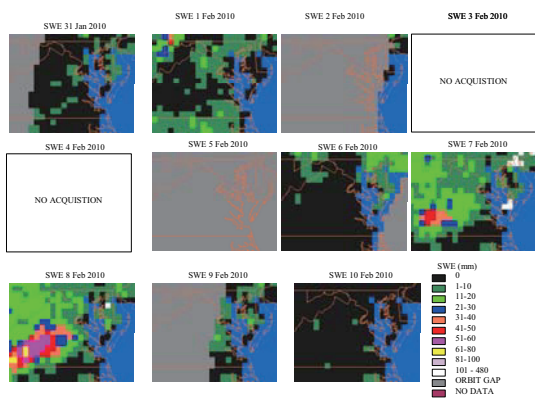 SWE 31 Jan 2010
SWE 1 Feb 2010
SWE 2 Feb 2010
SWE 3 Feb 2010
NO ACQUISTION
SWE 4 Feb 2010
SWE 5 Feb 2010
SWE 6 Feb 2010
SWE 7 Feb 2010
NO ACQUISTION
SWE 8 Feb 2010
SWE 9 Feb 2010
SWE 10 Feb 2010
SWE (mm)
0
1-10
11-20
21-30
31-40
41-50
51-60
61-80
81-100
101 - 480
ORBIT GAP
NO DATA